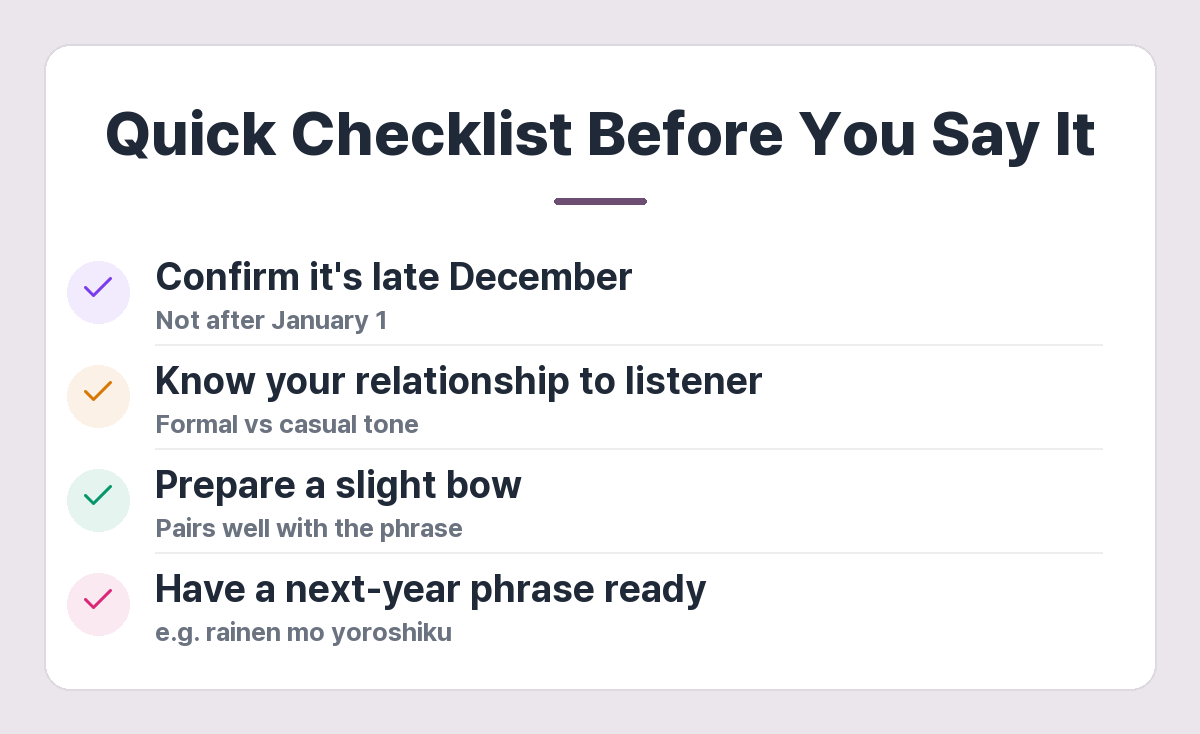 Quick Checklist Before You Say It
Confirm it's late December
Not after January 1
Know your relationship to listener
Formal vs casual tone
Prepare a slight bow
Pairs well with the phrase
Have a next-year phrase ready
e.g. rainen mo yoroshiku